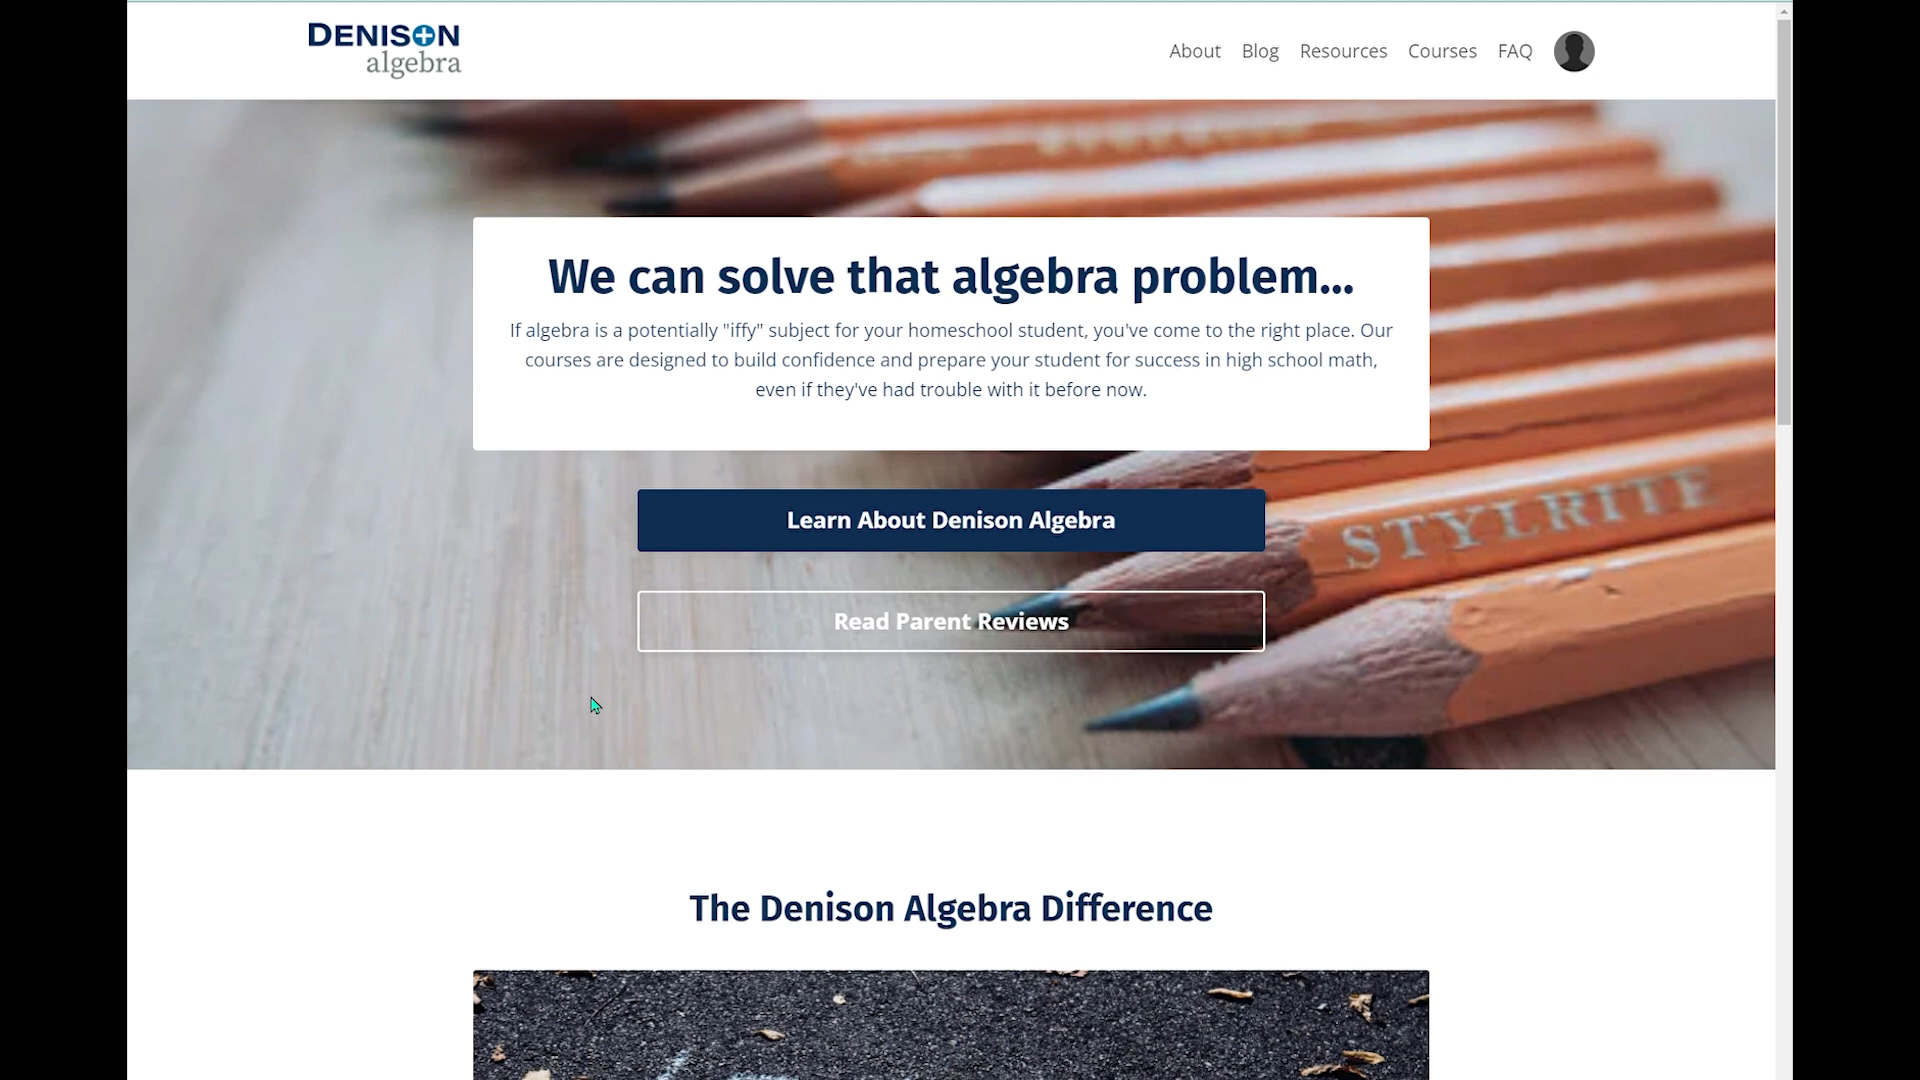 DENISON
algebra
About Blog Resources Courses FAQ
We can solve that algebra problem...
If algebra is a potentially "iffy" subject for your homeschool student, you've come to the right place. Our
courses are designed to build confidence and prepare your student for success in high school math,
even if they've had trouble with it before now.
Learn About Denison Algebra
STYLRITE
Read Parent Reviews
The Denison Algebra Difference